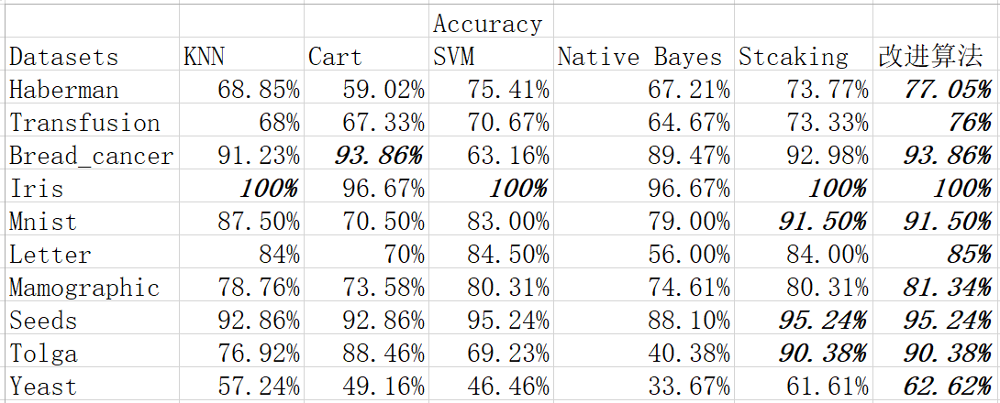 Accuracy
Datasets KNN Cart SVM Native Bayes Stcaking 改进算法
Haberman 68.85% 59.02% 75.41% 67.21% 73.77% 77.05%
Transfusion 68% 67.33% 70.67% 64.67% 73.33% 76%
Bread_cancer 91.23% 93.86% 63.16% 89.47% 92.98% 93.86%
Iris 100% 96.67% 100% 96.67% 100% 100%
Mnist 87.50% 70.50% 83.00% 79.00% 91.50% 91.50%
Letter 84% 70% 84.50% 56.00% 84.00% 85%
Mamographic 78.76% 73.58% 80.31% 74.61% 80.31% 81.34%
Seeds 92.86% 92.86% 95.24% 88.10% 95.24% 95.24%
Tolga 76.92% 88.46% 69.23% 40.38% 90.38% 90.38%
Yeast 57.24% 49.16% 46.46% 33.67% 61.61% 62.62%